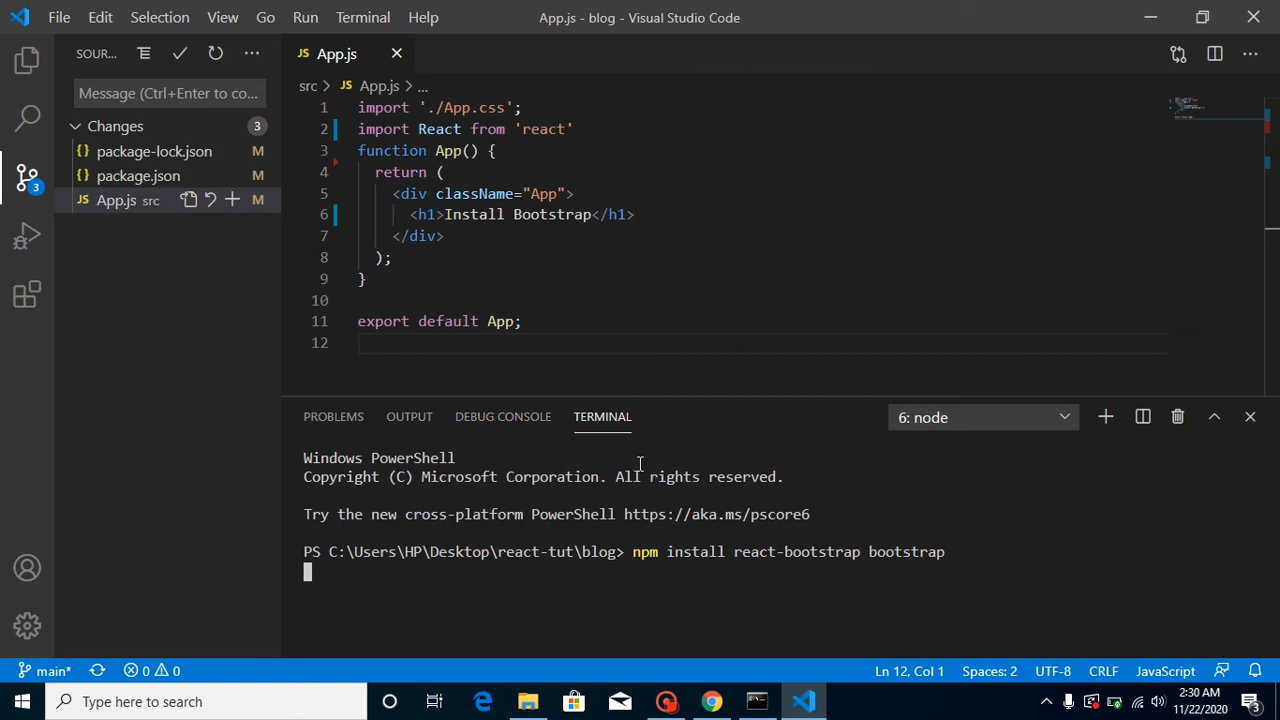 File Edit Selection View Go Run Terminal Help App.js - blog - Visual Studio Code
SOUR...
JS App.js
Message (Ctrl+Enter to co...
src > JS App.js > ...
Changes 3
{} package-lock.json M
{} package.json M
JS App.js src M
3
1 import './App.css';
2 import React from 'react'
3 function App() {
4 return (
5 <div className="App">
6 <h1>Install Bootstrap</h1>
7 </div>
8 );
9 }
10
11 export default App;
12
PROBLEMS OUTPUT DEBUG CONSOLE TERMINAL 6: node
Windows PowerShell
Copyright (C) Microsoft Corporation. All rights reserved.
Try the new cross-platform PowerShell https://aka.ms/pscore6
PS C:\Users\HP\Desktop\react-tut\blog> npm install react-bootstrap bootstrap
main* 0 0 Ln 12, Col 1 Spaces: 2 UTF-8 CRLF JavaScript
Type here to search
2:30 AM
11/22/2020
3